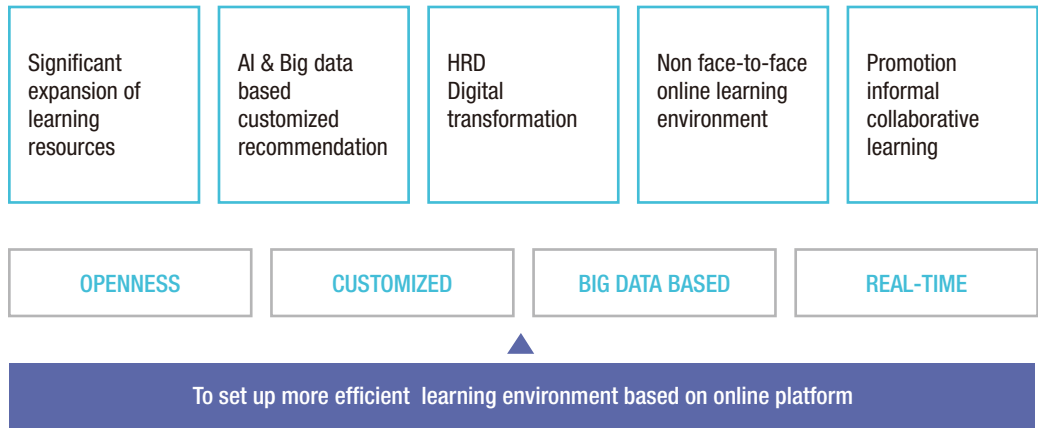 Significant
expansion of
learning
resources
AI & Big data
based
customized
recommendation
HRD
Digital
transformation
Non face-to-face
online learning
environment
Promotion
informal
collaborative
learning
OPENNESS
CUSTOMIZED
BIG DATA BASED
REAL-TIME
To set up more efficient learning environment based on online platform